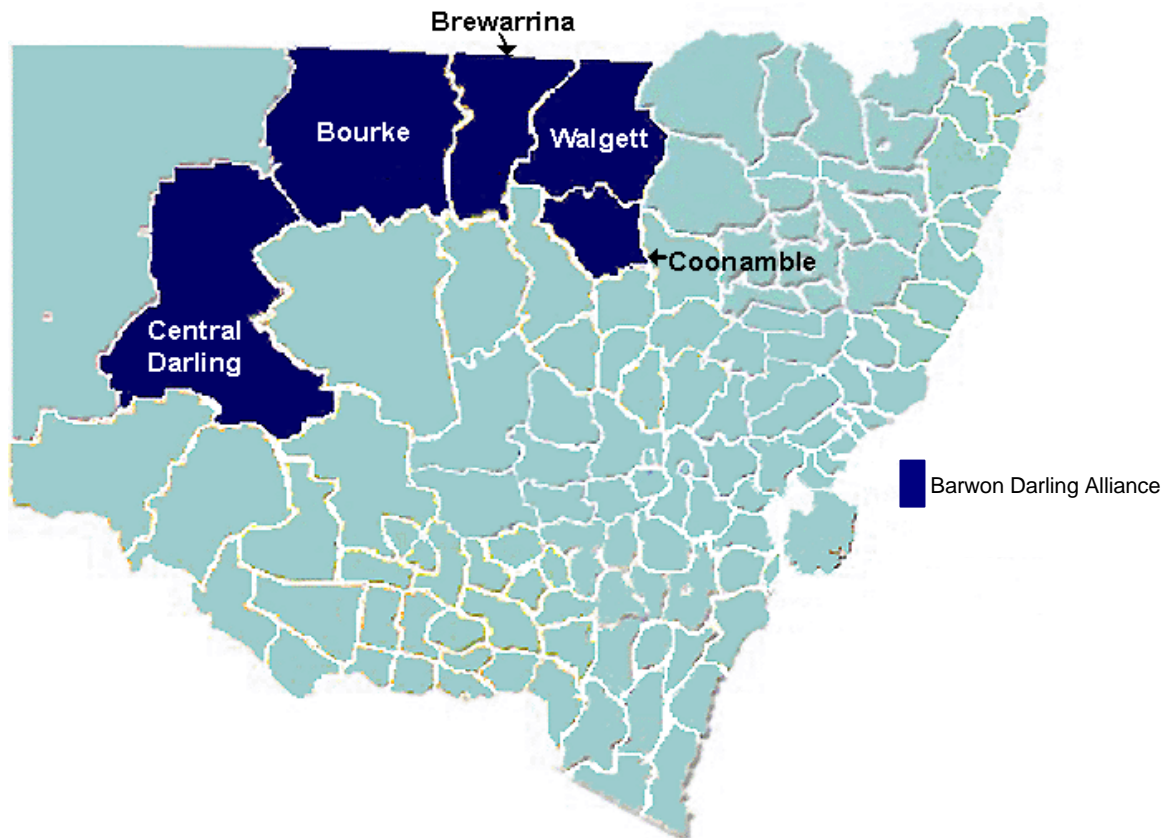 Brewarrina
Bourke
Walgett
Coonamble
Central
Darling
Barwon Darling Alliance